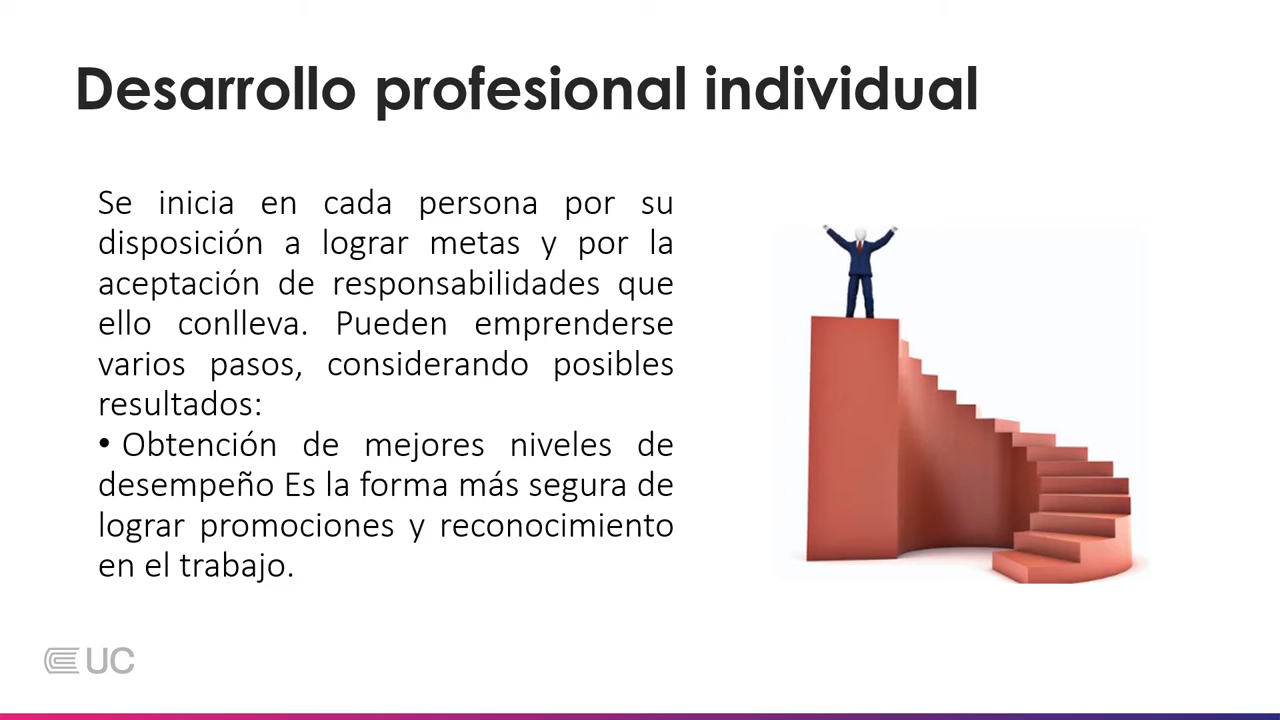 Desarrollo profesional individual
Se inicia en cada persona por su
disposición a lograr metas y por la
aceptación de responsabilidades que
ello conlleva. Pueden emprenderse
varios pasos, considerando posibles
resultados:
• Obtención de mejores niveles de
desempeño Es la forma más segura de
lograr promociones y reconocimiento
en el trabajo.
UC